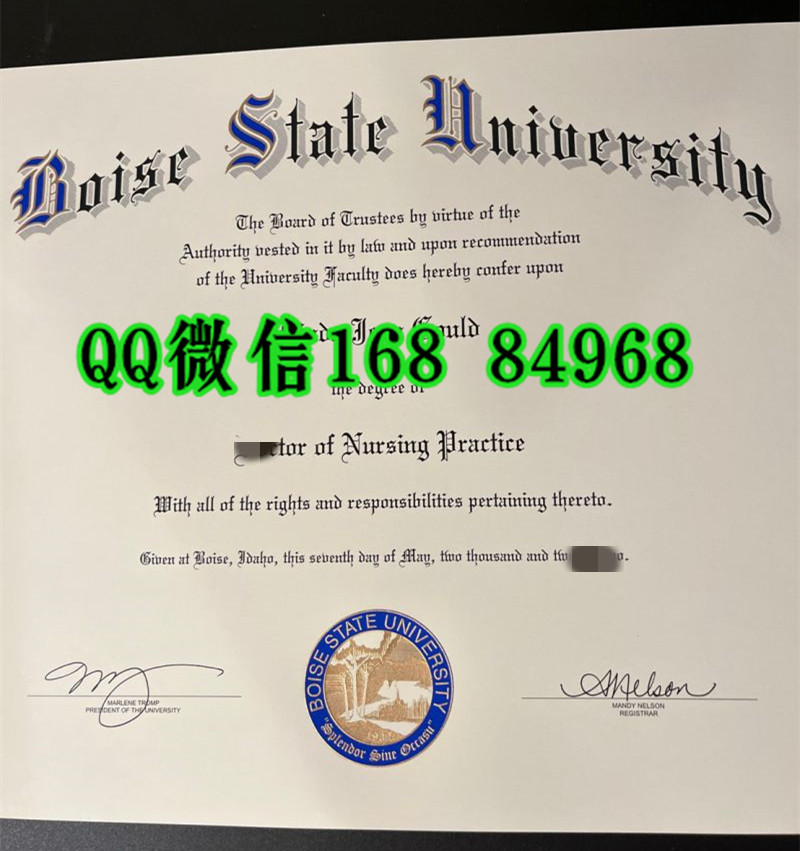 Boise State University
The Board of Trustees by virtue of the
Authority vested in it by law and upon recommendation
of the University Faculty does hereby confer upon
Gould
QQ微信168 84968
the degree of
of Nursing Practice
With all of the rights and responsibilities pertaining thereto.
Given at Boise, Idaho, this seventh day of May, two thousand and
BOISE STATE UNIVERSITY
1932
"Splendor Sine Occasu"
MARLENE TROMP
PRESIDENT OF THE UNIVERSITY
SMNelson
MANDY NELSON
REGISTRAR